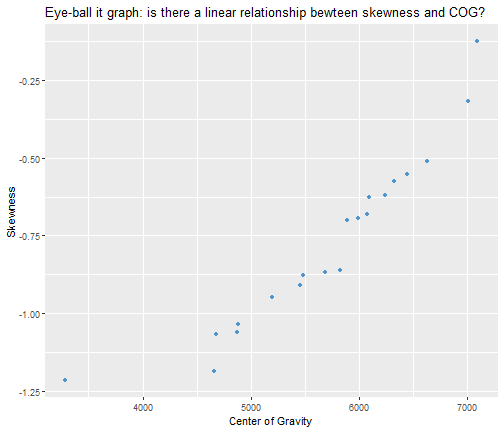 Eye-ball it graph: is there a linear relationship bewteen skewness and COG?
-0.25
-0.50
-0.75
-1.00
-1.25
Skewness
4000 5000 6000 7000
Center of Gravity